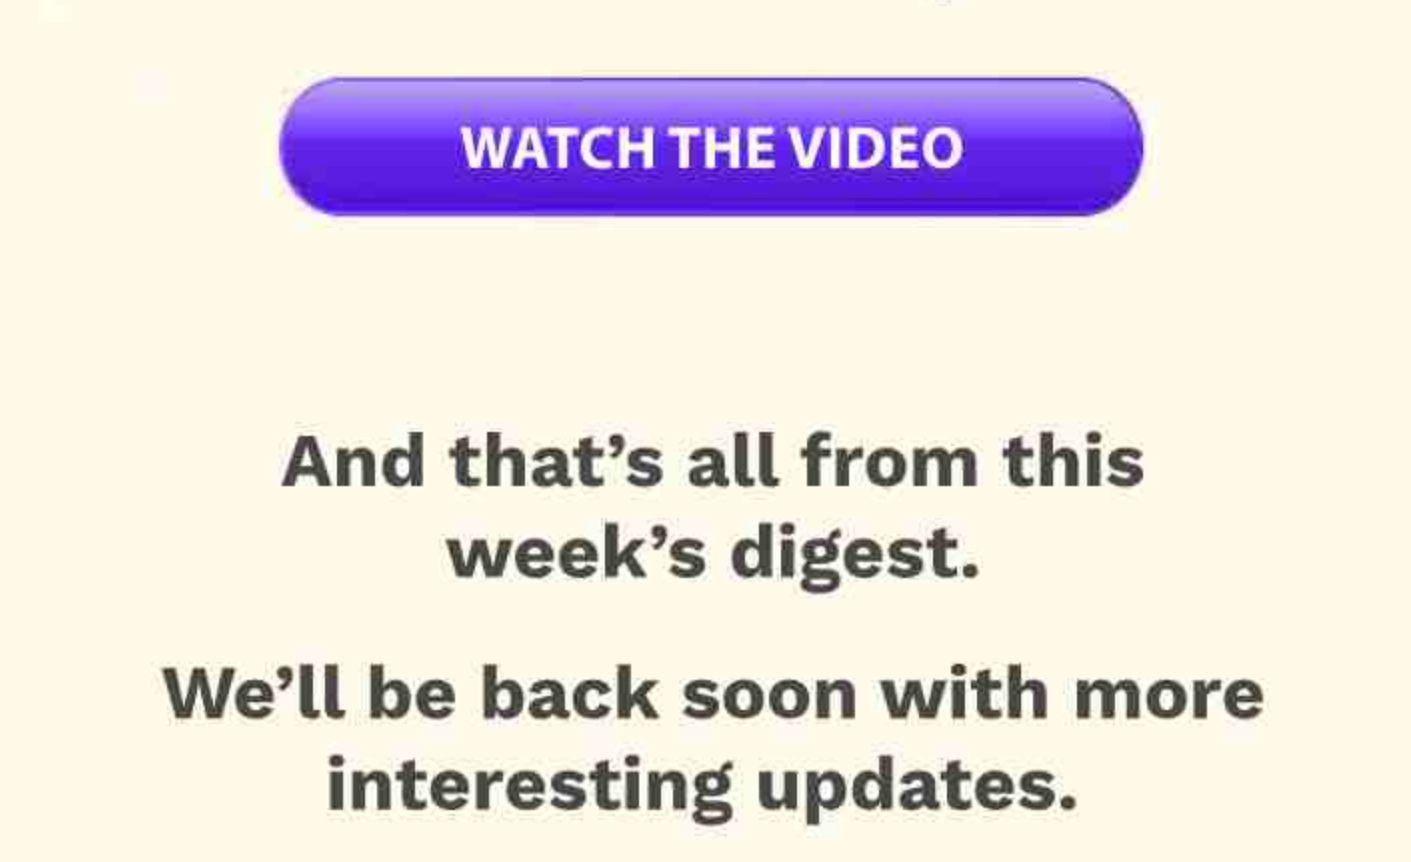 WATCH THE VIDEO
And that’s all from this
week’s digest.
We’ll be back soon with more
interesting updates.